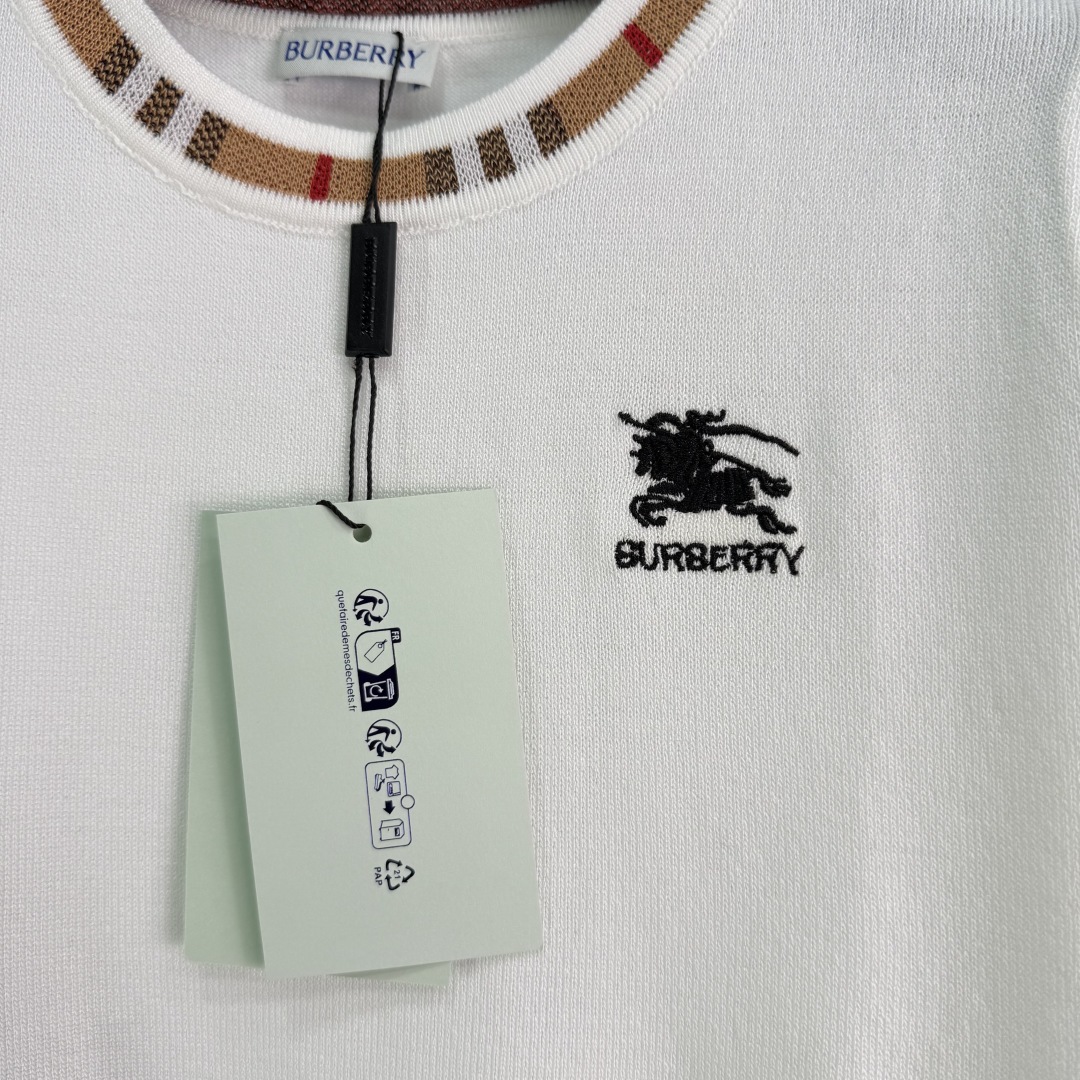 BURBERRY
BURBERRY
quefairedemesdechets.fr
FR
21
PAP